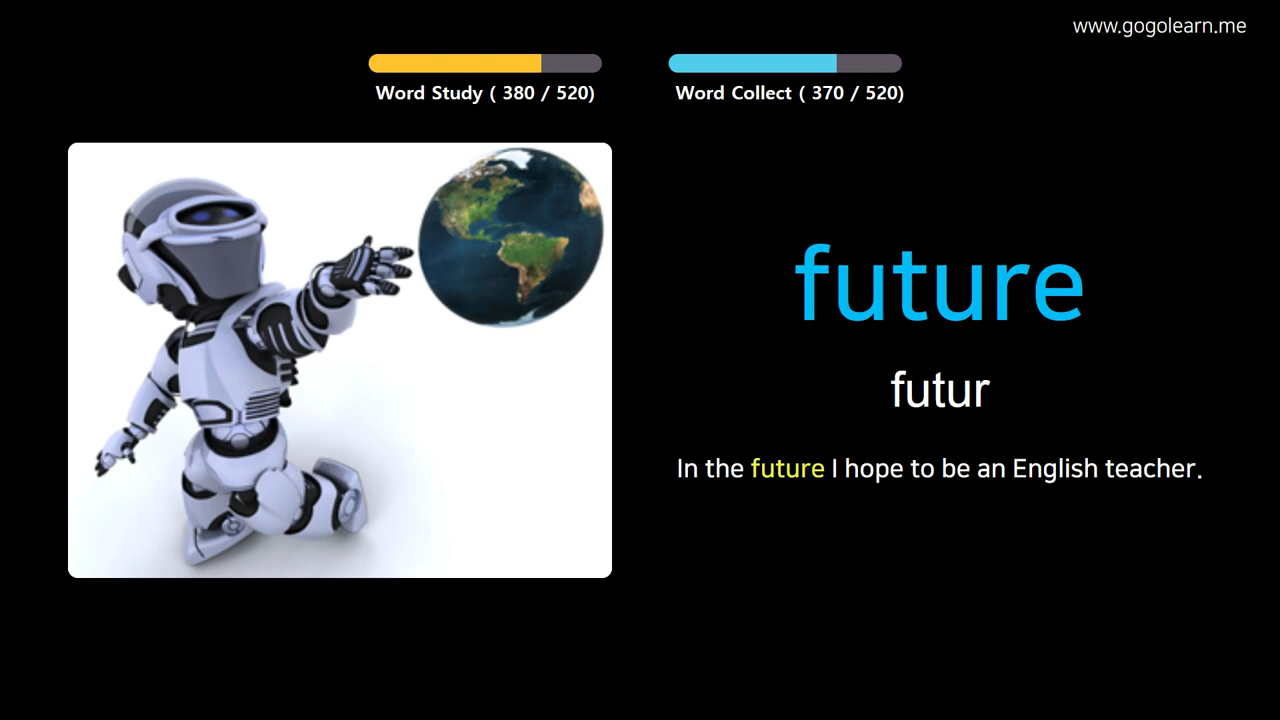 www.gogolearn.me
Word Study ( 380 / 520)
Word Collect ( 370 / 520)
future
futur
In the future I hope to be an English teacher.